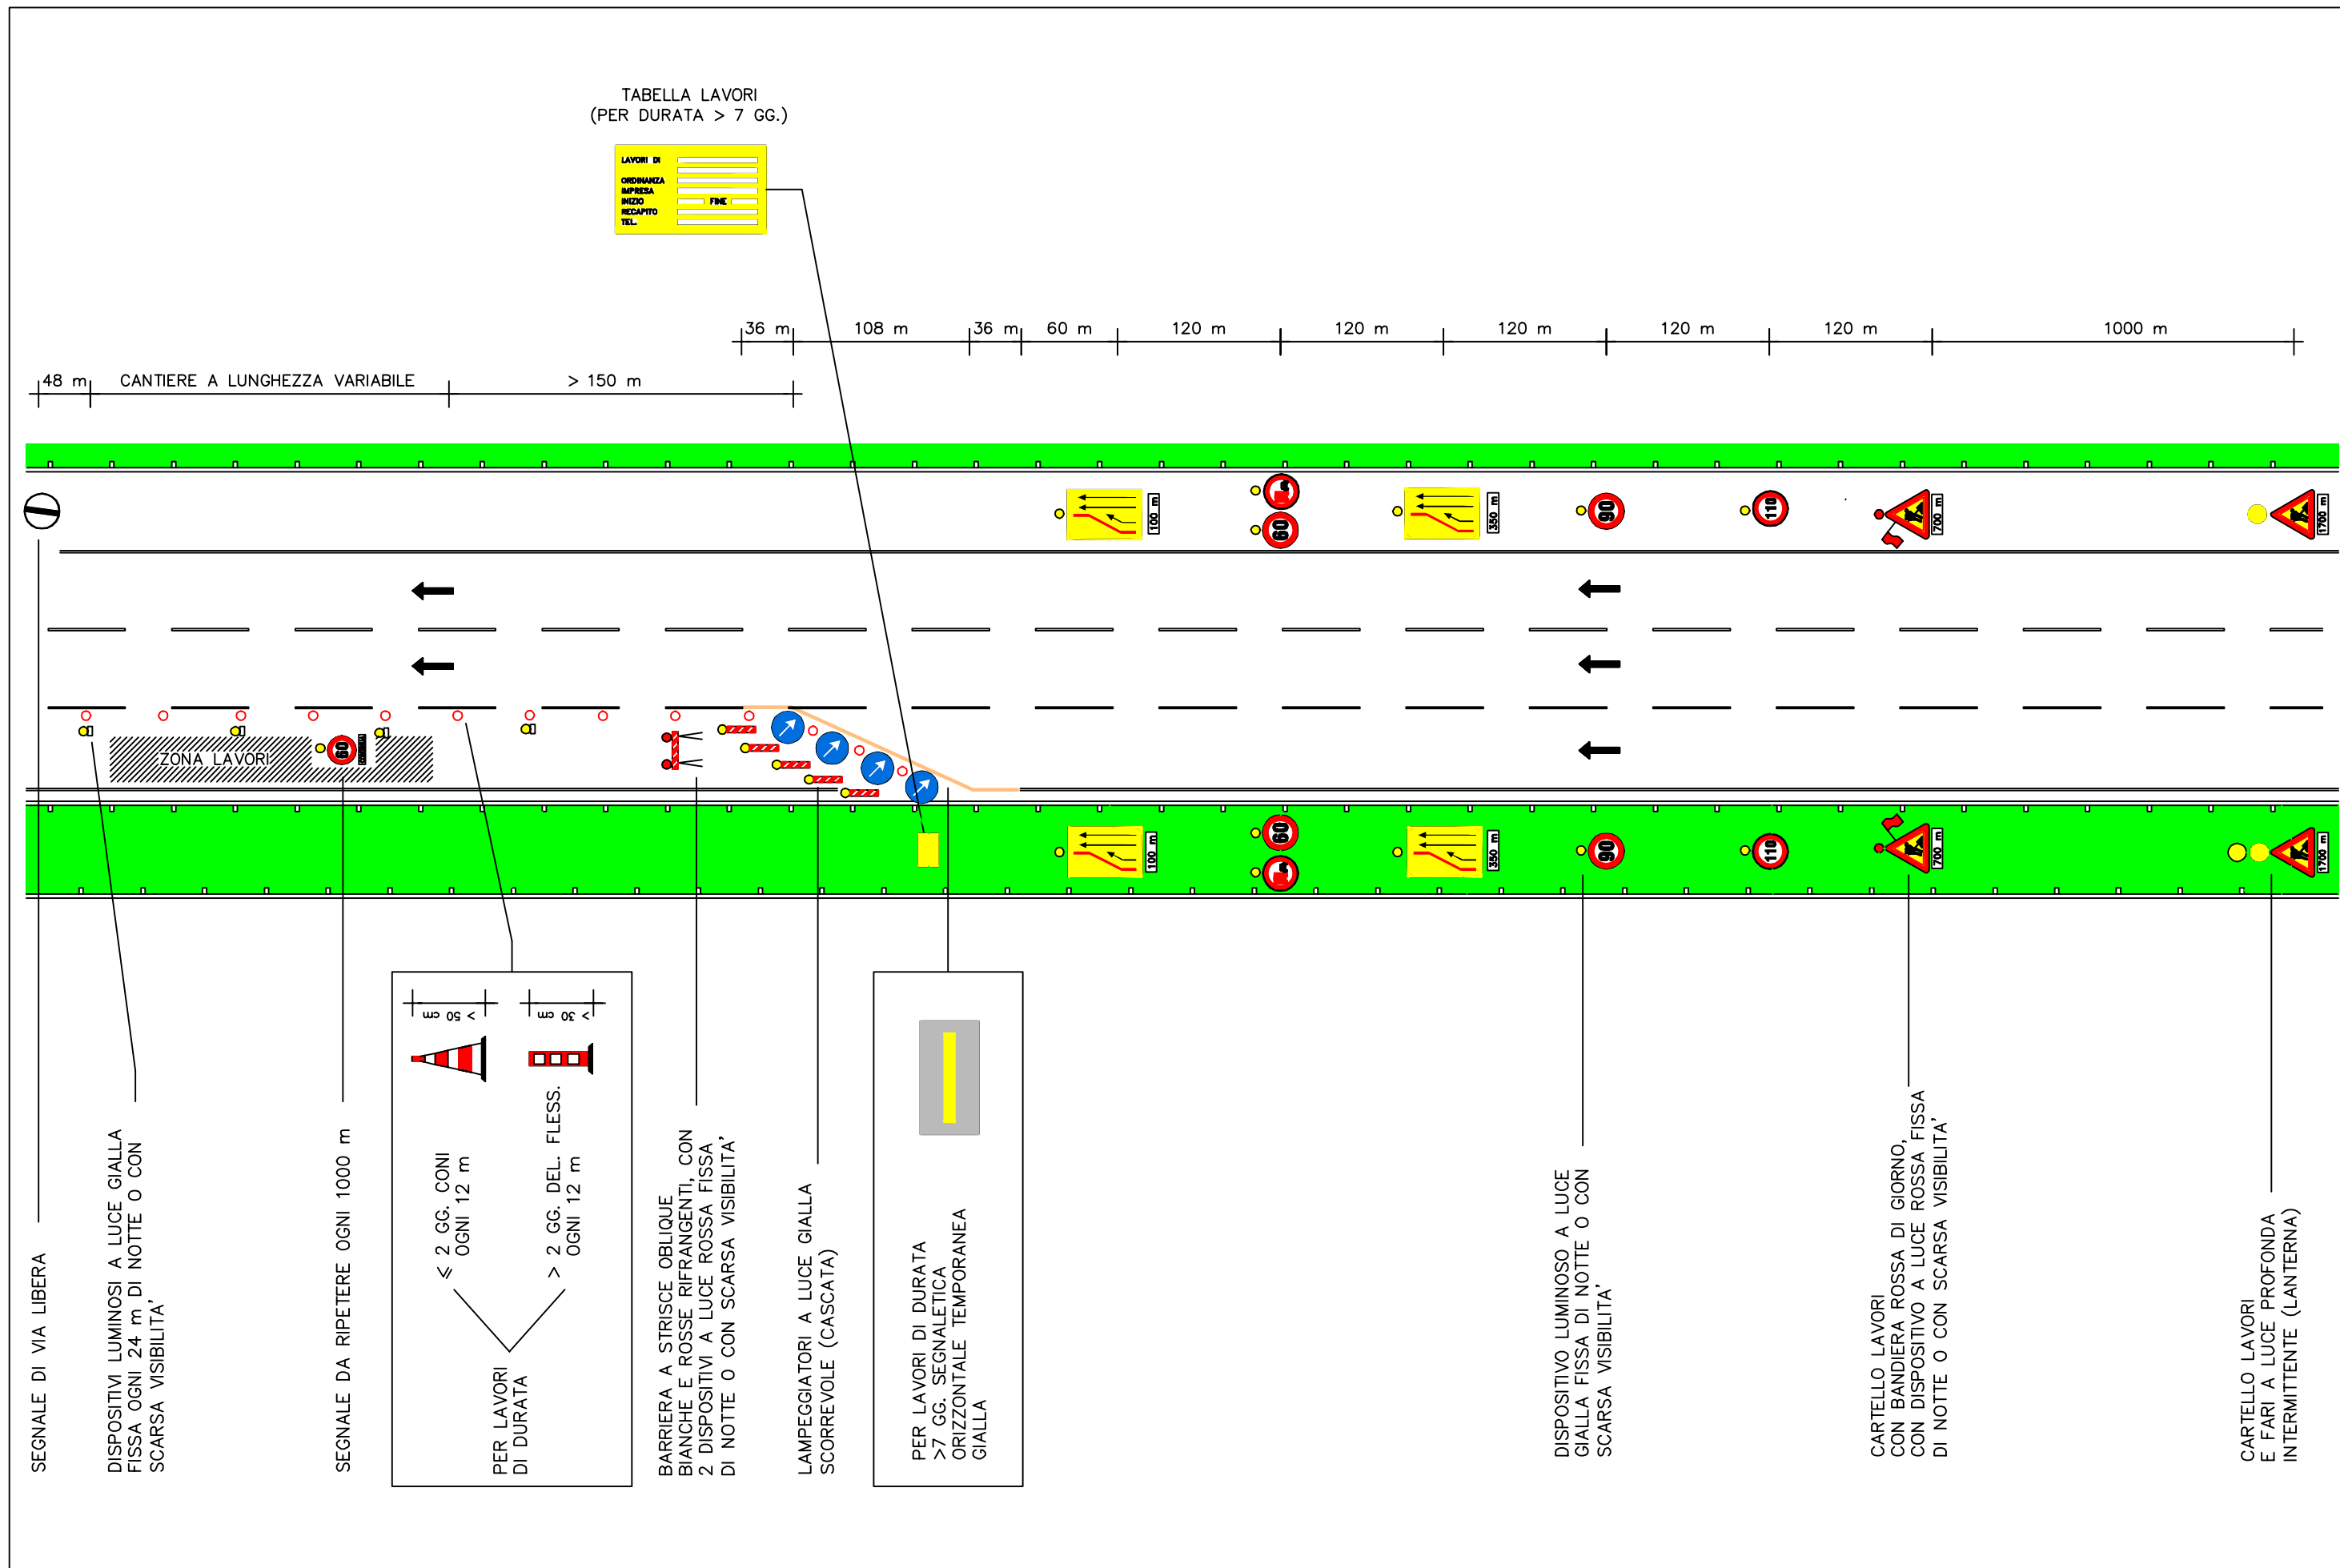 TABELLA LAVORI
(PER DURATA > 7 GG.)
LAVORI DI
ORDINANZA
IMPRESA
INIZIO FINE
RECAPITO
TEL.
36 m 108 m 36 m 60 m 120 m 120 m 120 m 120 m 120 m 1000 m
48 m CANTIERE A LUNGHEZZA VARIABILE > 150 m
100 m
60
350 m
90
110
700 m
1700 m
ZONA LAVORI
60
100 m
60
350 m
90
110
700 m
1700 m
SEGNALE DI VIA LIBERA
DISPOSITIVI LUMINOSI A LUCE GIALLA
FISSA OGNI 24 m DI NOTTE O CON
SCARSA VISIBILITA'
SEGNALE DA RIPETERE OGNI 1000 m
> 50 cm
> 30 cm
≤ 2 GG. CONI
OGNI 12 m
> 2 GG. DEL. FLESS.
OGNI 12 m
PER LAVORI
DI DURATA
BARRIERA A STRISCE OBLIQUE
BIANCHE E ROSSE RIFRANGENTI, CON
2 DISPOSITIVI A LUCE ROSSA FISSA
DI NOTTE O CON SCARSA VISIBILITA'
LAMPEGGIATORI A LUCE GIALLA
SCORREVOLE (CASCATA)
PER LAVORI DI DURATA
>7 GG. SEGNALETICA
ORIZZONTALE TEMPORANEA
GIALLA
DISPOSITIVO LUMINOSO A LUCE
GIALLA FISSA DI NOTTE O CON
SCARSA VISIBILITA'
CARTELLO LAVORI
CON BANDIERA ROSSA DI GIORNO,
CON DISPOSITIVO A LUCE ROSSA FISSA
DI NOTTE O CON SCARSA VISIBILITA'
CARTELLO LAVORI
E FARI A LUCE PROFONDA
INTERMITTENTE (LANTERNA)